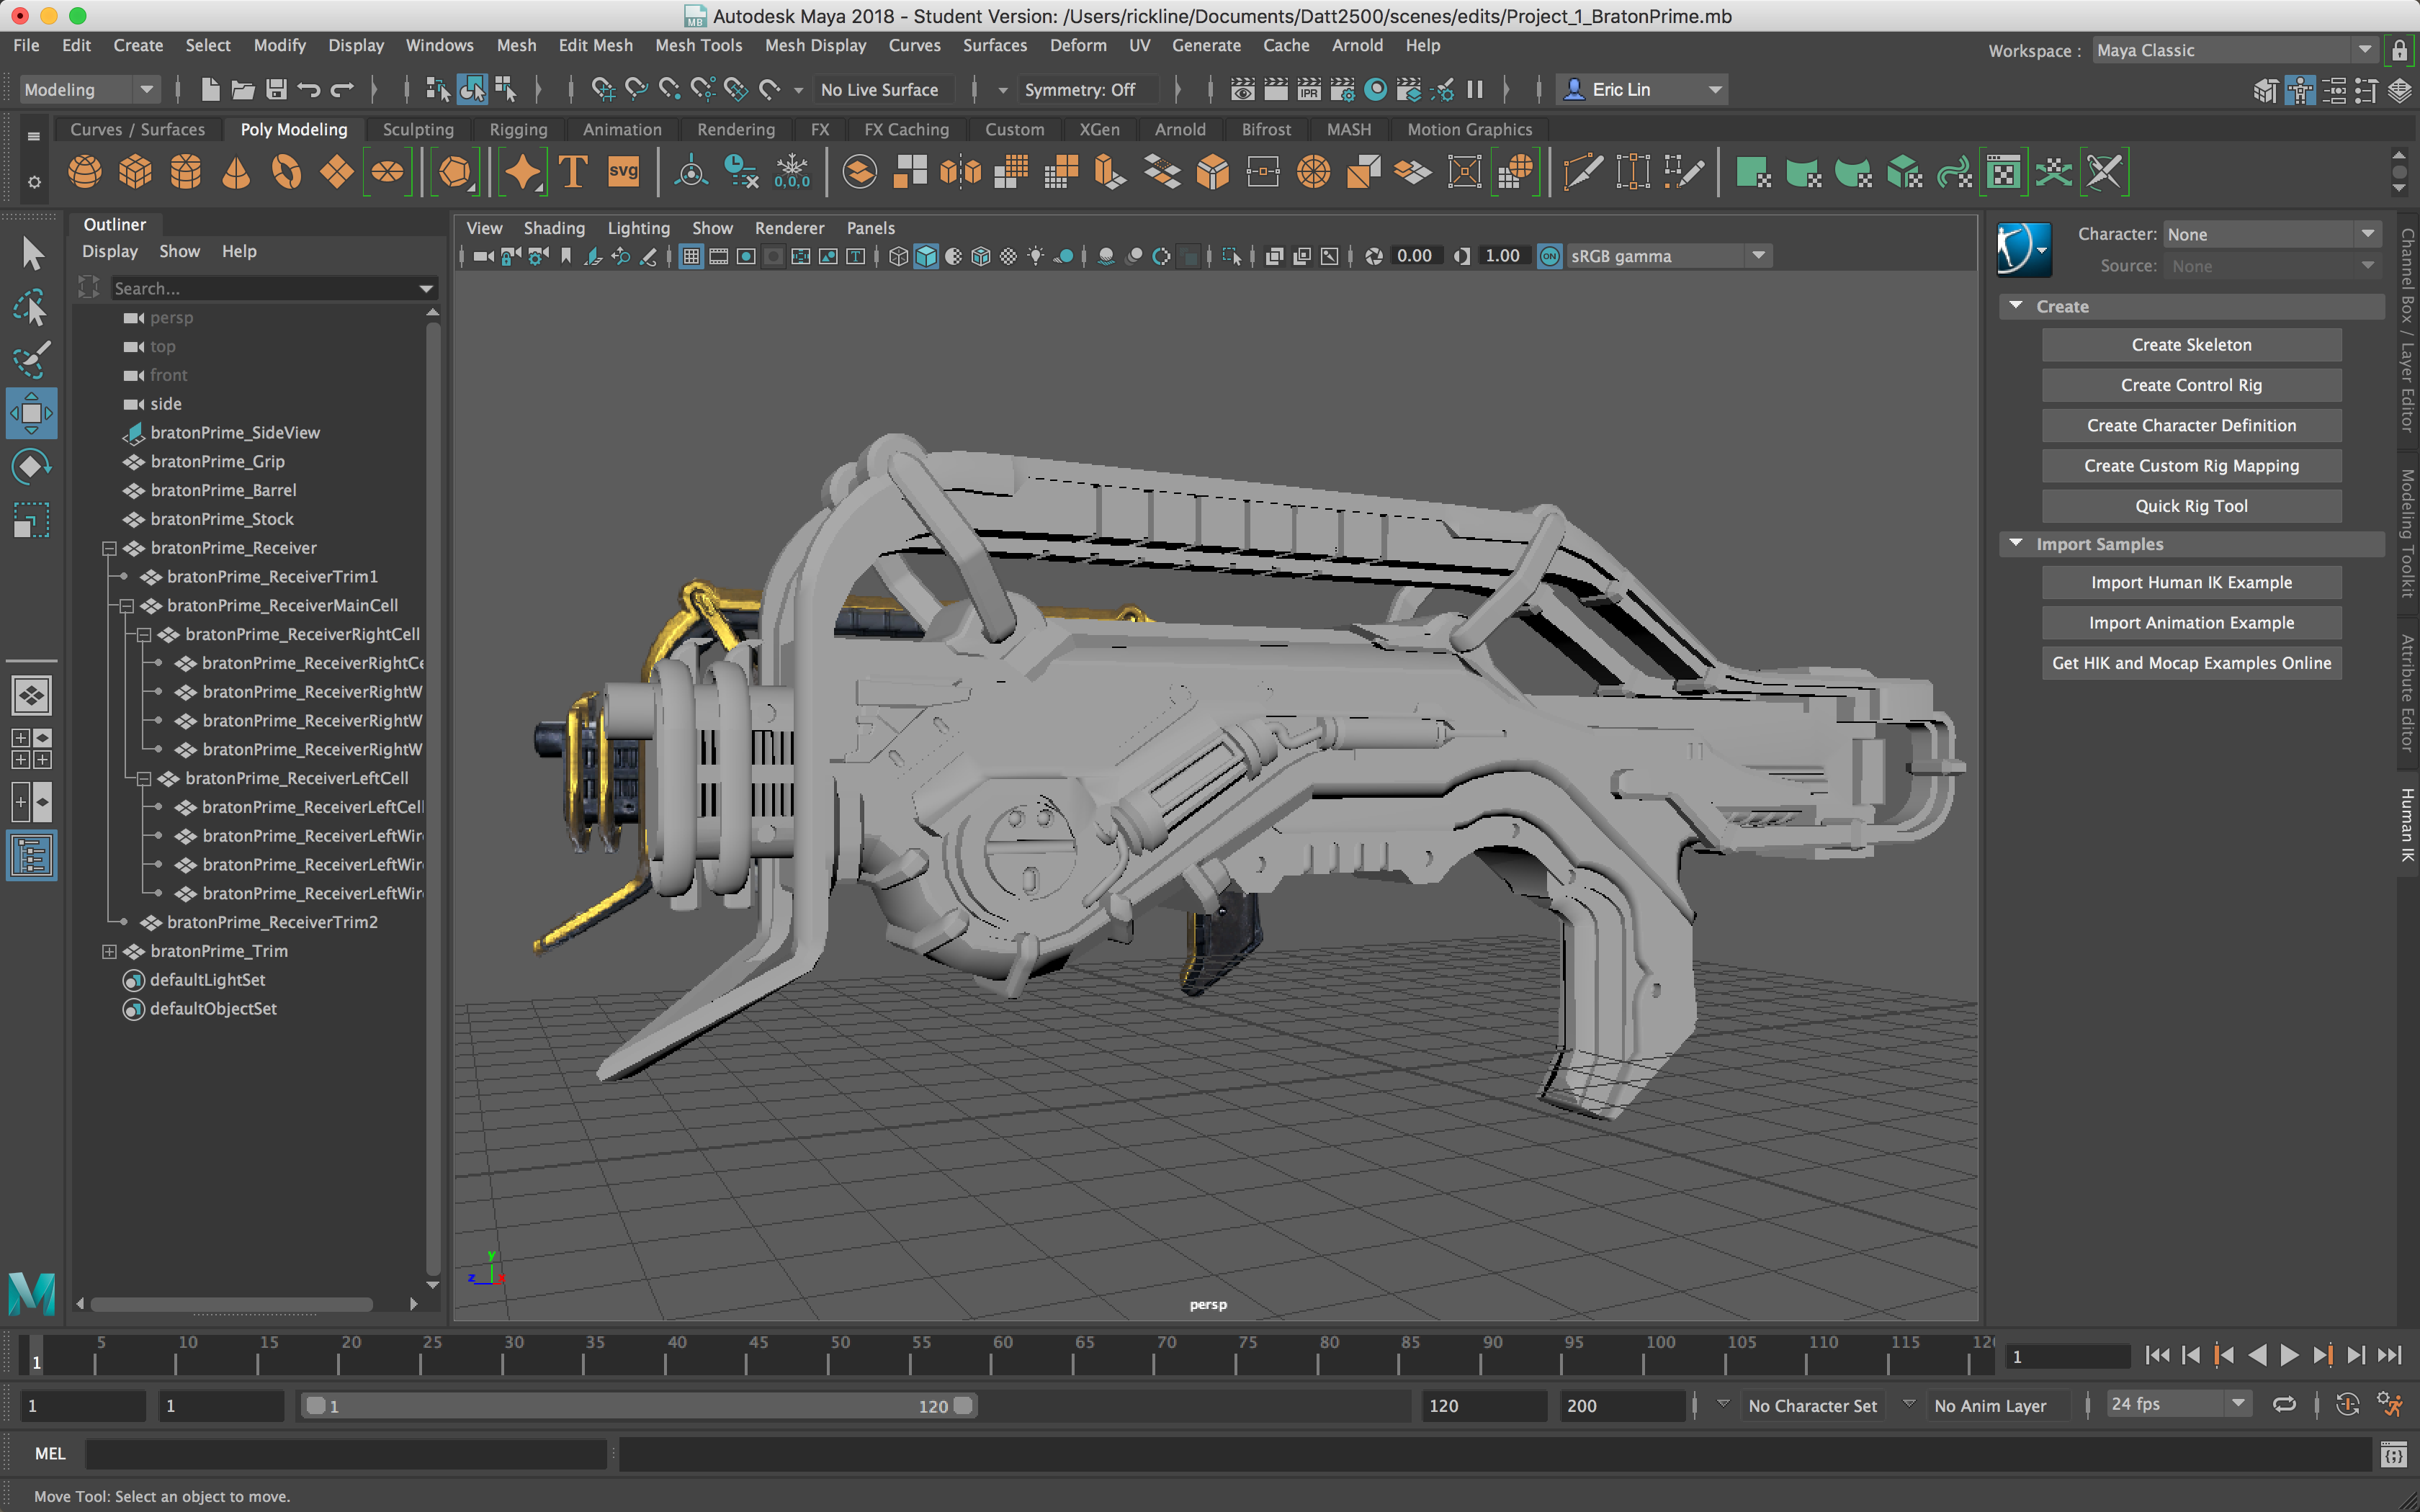 Autodesk Maya 2018 - Student Version: /Users/rickline/Documents/Datt2500/scenes/edits/Project_1_BratonPrime.mb
File Edit Create Select Modify Display Windows Mesh Edit Mesh Mesh Tools Mesh Display Curves Surfaces Deform UV Generate Cache Arnold Help
Workspace : Maya Classic
Modeling No Live Surface Symmetry: Off IPR Eric Lin
Curves / Surfaces Poly Modeling Sculpting Rigging Animation Rendering FX FX Caching Custom XGen Arnold Bifrost MASH Motion Graphics
T svg 0,0,0
Outliner
Display Show Help
Search...
persp
top
front
side
bratonPrime_SideView
bratonPrime_Grip
bratonPrime_Barrel
bratonPrime_Stock
bratonPrime_Receiver
bratonPrime_ReceiverTrim1
bratonPrime_ReceiverMainCell
bratonPrime_ReceiverRightCell
bratonPrime_ReceiverRightCe
bratonPrime_ReceiverRightW
bratonPrime_ReceiverRightW
bratonPrime_ReceiverRightW
bratonPrime_ReceiverLeftCell
bratonPrime_ReceiverLeftCell
bratonPrime_ReceiverLeftWir
bratonPrime_ReceiverLeftWir
bratonPrime_ReceiverLeftWir
bratonPrime_ReceiverTrim2
bratonPrime_Trim
defaultLightSet
defaultObjectSet
View Shading Lighting Show Renderer Panels
0.00 1.00 ON sRGB gamma
y
z x
persp
Character: None
Source: None
Create
Create Skeleton
Create Control Rig
Create Character Definition
Create Custom Rig Mapping
Quick Rig Tool
Import Samples
Import Human IK Example
Import Animation Example
Get HIK and Mocap Examples Online
Channel Box / Layer Editor
Modeling Toolkit
Attribute Editor
Human IK
M
1 5 10 15 20 25 30 35 40 45 50 55 60 65 70 75 80 85 90 95 100 105 110 115 12
1
1 1 1 120 120 200 No Character Set No Anim Layer 24 fps
MEL
Move Tool: Select an object to move.